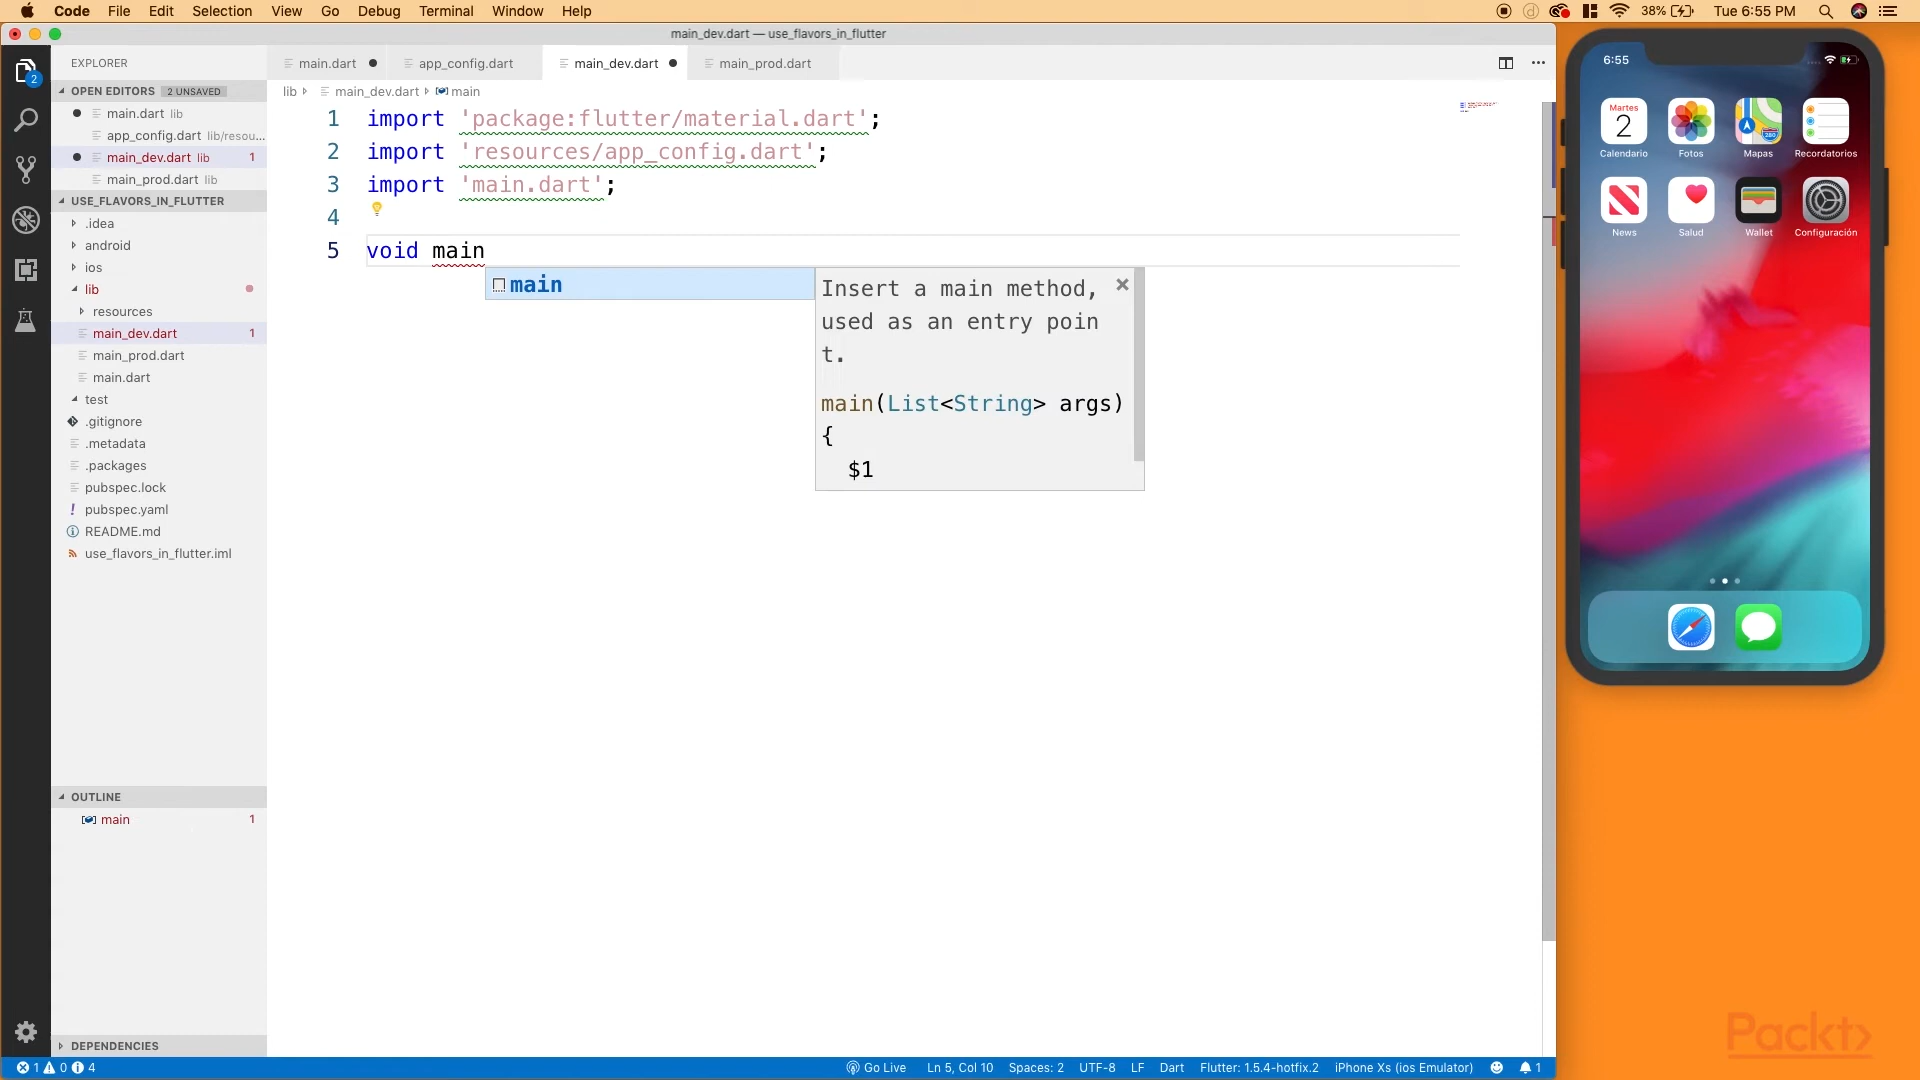 Code File Edit Selection View Go Debug Terminal Window Help 38% Tue 6:55 PM
main_dev.dart — use_flavors_in_flutter
EXPLORER
OPEN EDITORS 2 UNSAVED
main.dart lib
app_config.dart lib/resou...
main_dev.dart lib 1
main_prod.dart lib
USE_FLAVORS_IN_FLUTTER
.idea
android
ios
lib
resources
main_dev.dart 1
main_prod.dart
main.dart
test
.gitignore
.metadata
.packages
pubspec.lock
pubspec.yaml
README.md
use_flavors_in_flutter.iml
OUTLINE
main 1
DEPENDENCIES
2
main.dart app_config.dart main_dev.dart main_prod.dart
lib main_dev.dart main
1 import 'package:flutter/material.dart';
2 import 'resources/app_config.dart';
3 import 'main.dart';
4
5 void main
main
Insert a main method,
used as an entry poin
t.
main(List<String> args)
{
$1
6:55
Martes
2
Calendario Fotos Mapas Recordatorios
280
News Salud Wallet Configuración
Packt>
1 0 4 Go Live Ln 5, Col 10 Spaces: 2 UTF-8 LF Dart Flutter: 1.5.4-hotfix.2 iPhone Xs (ios Emulator) 1